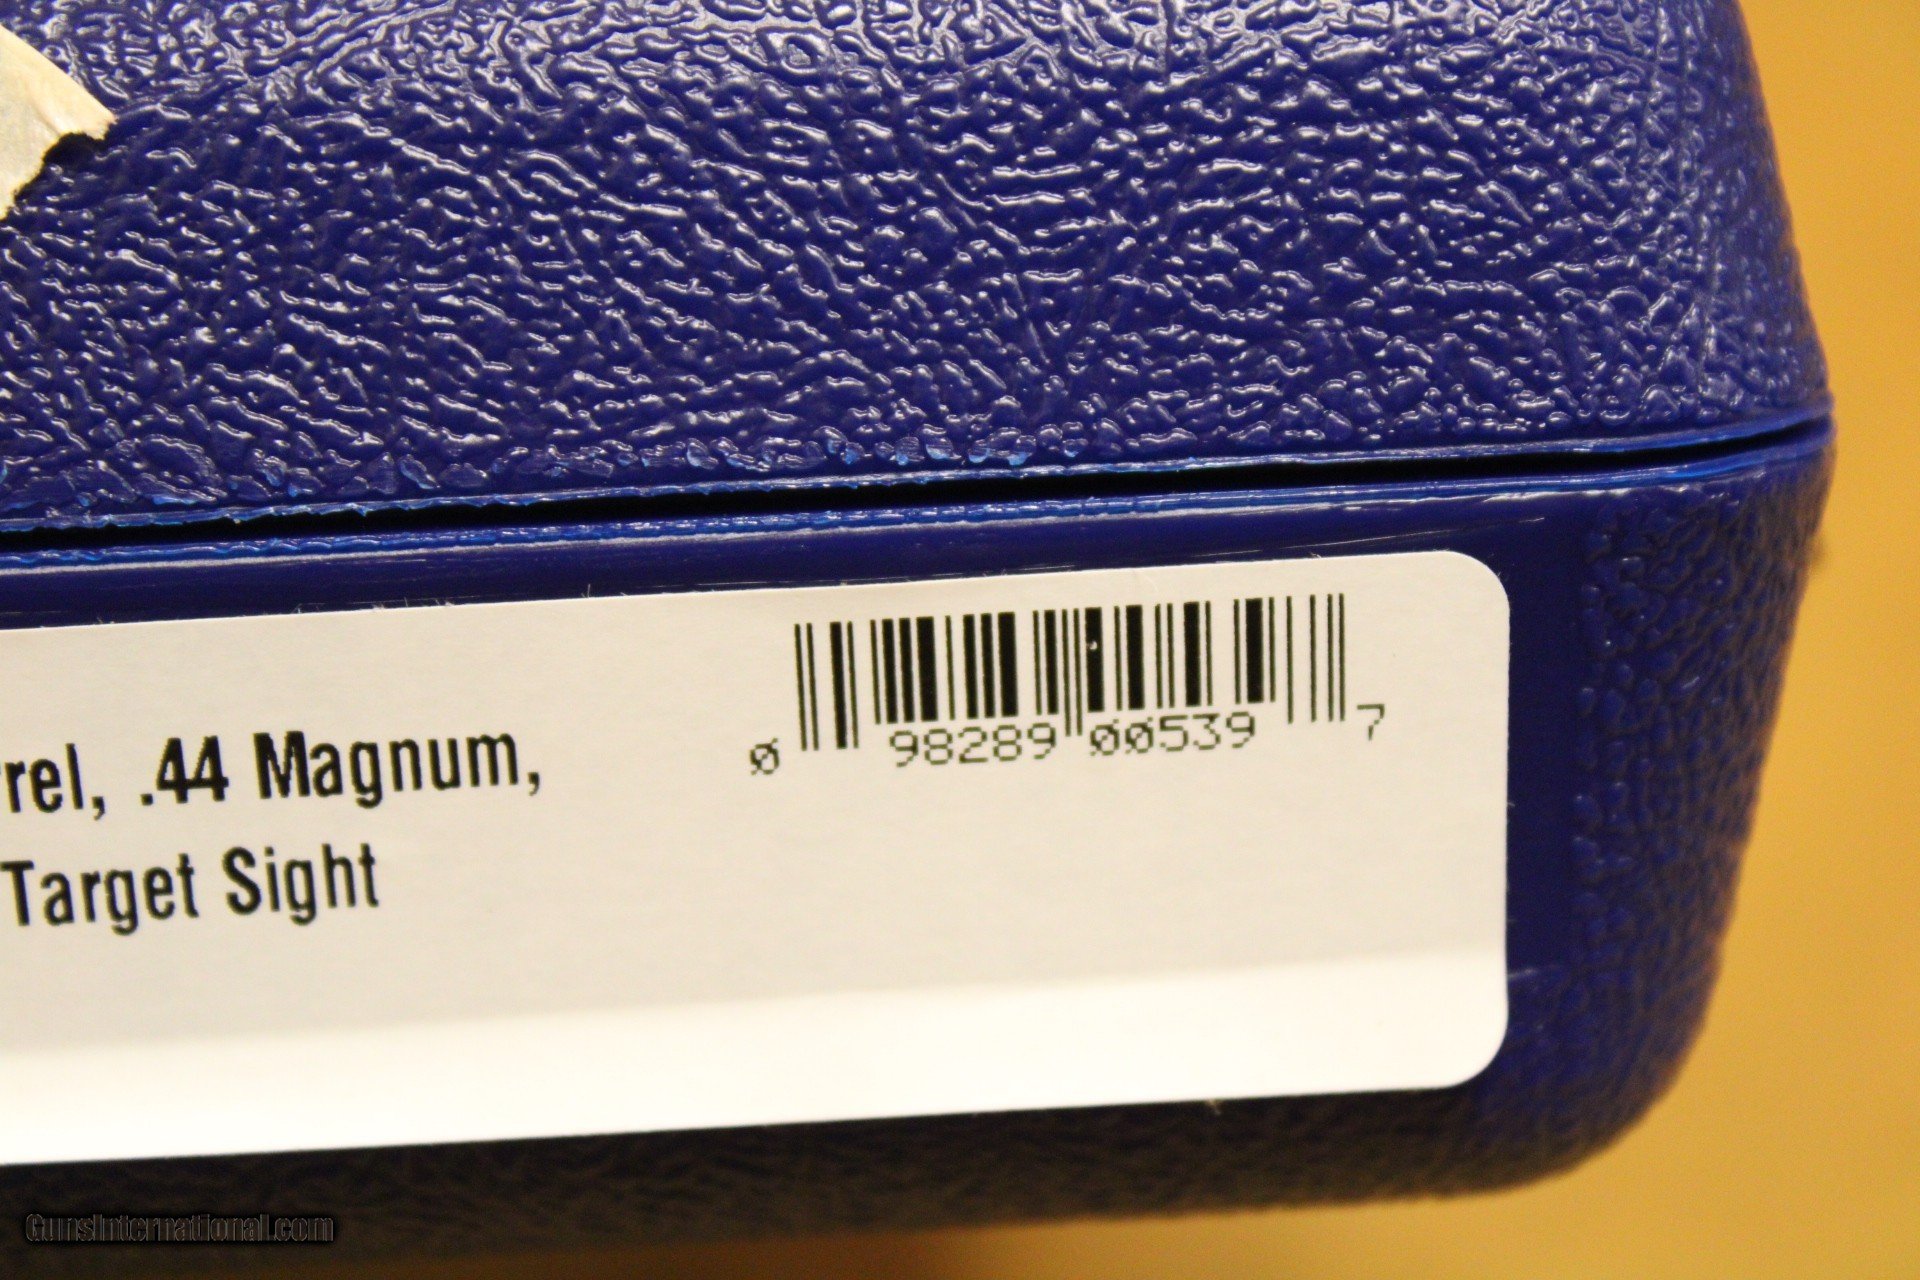 0 98289 00539 7
rel, .44 Magnum,
Target Sight
GunsInternational.com